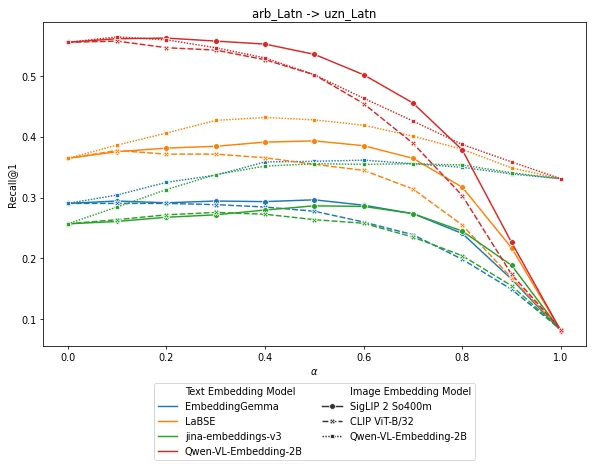 arb_Latn -> uzn_Latn
Recall@1
0.5
0.4
0.3
0.2
0.1
0.0 0.2 0.4 0.6 0.8 1.0
α
Text Embedding Model Image Embedding Model
EmbeddingGemma SigLIP 2 So400m
LaBSE CLIP ViT-B/32
jina-embeddings-v3 Qwen-VL-Embedding-2B
Qwen-VL-Embedding-2B